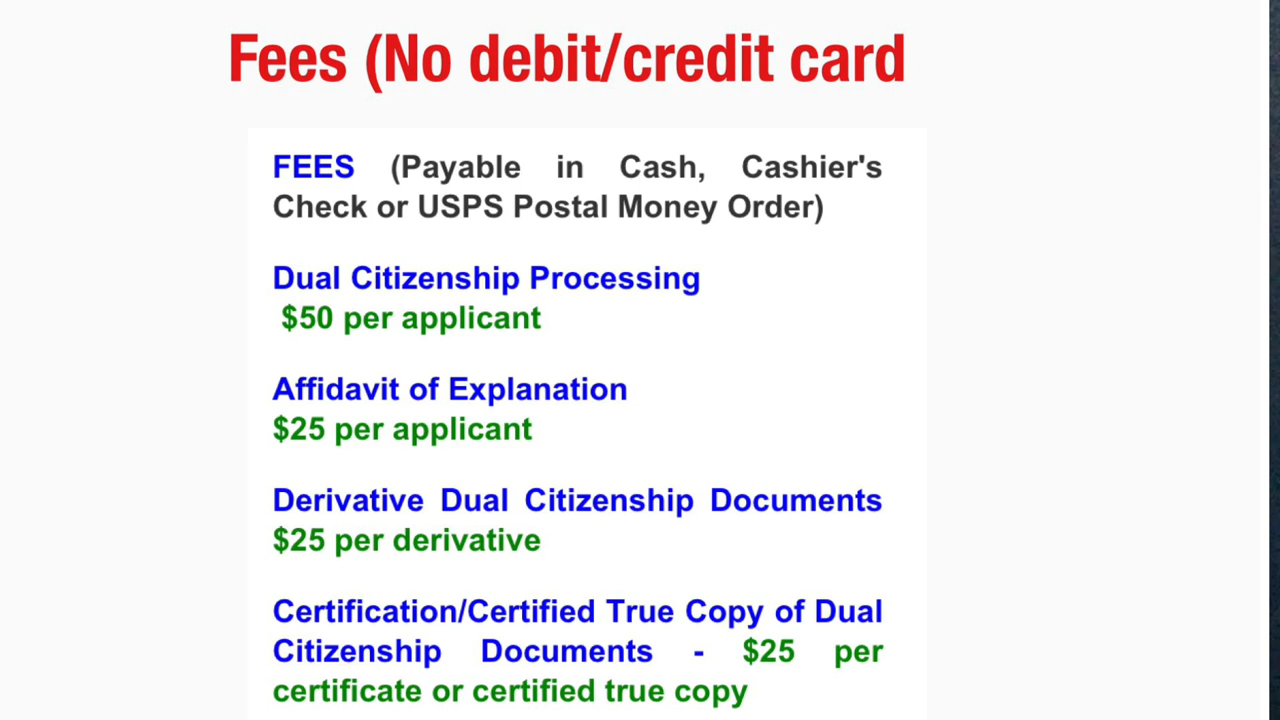 Fees (No debit/credit card
FEES (Payable in Cash, Cashier's
Check or USPS Postal Money Order)
Dual Citizenship Processing
$50 per applicant
Affidavit of Explanation
$25 per applicant
Derivative Dual Citizenship Documents
$25 per derivative
Certification/Certified True Copy of Dual
Citizenship Documents - $25 per
certificate or certified true copy